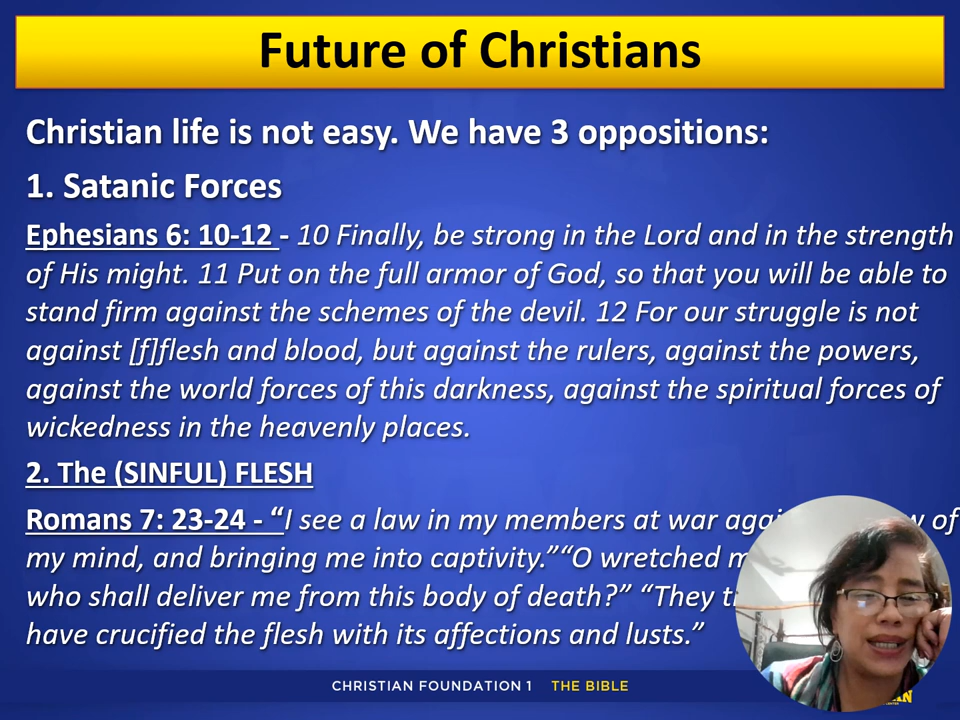 Future of Christians
Christian life is not easy. We have 3 oppositions:
1. Satanic Forces
Ephesians 6: 10-12 - 10 Finally, be strong in the Lord and in the strength
of His might. 11 Put on the full armor of God, so that you will be able to
stand firm against the schemes of the devil. 12 For our struggle is not
against [f]flesh and blood, but against the rulers, against the powers,
against the world forces of this darkness, against the spiritual forces of
wickedness in the heavenly places.
2. The (SINFUL) FLESH
Romans 7: 23-24 - “I see a law in my members at war of
my mind, and bringing me into captivity.”“O wretched
who shall deliver me from this body of death?” “They
have crucified the flesh with its affections and lusts.”
CHRISTIAN FOUNDATION 1 THE BIBLE